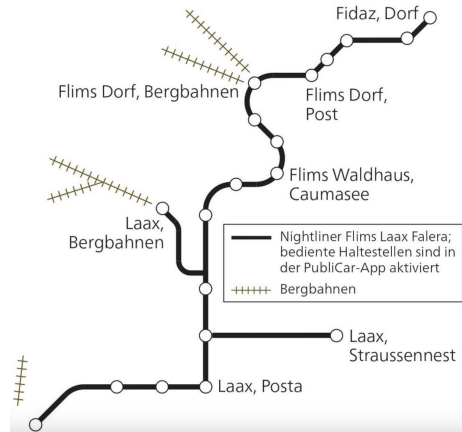 Fidaz, Dorf
Flims Dorf, Bergbahnen
Flims Dorf,
Post
Flims Waldhaus,
Caumasee
Laax,
Bergbahnen
Nightliner Flims Laax Falera;
bediente Haltestellen sind in
der PubliCar-App aktiviert
Bergbahnen
Laax,
Straussennest
Laax, Posta